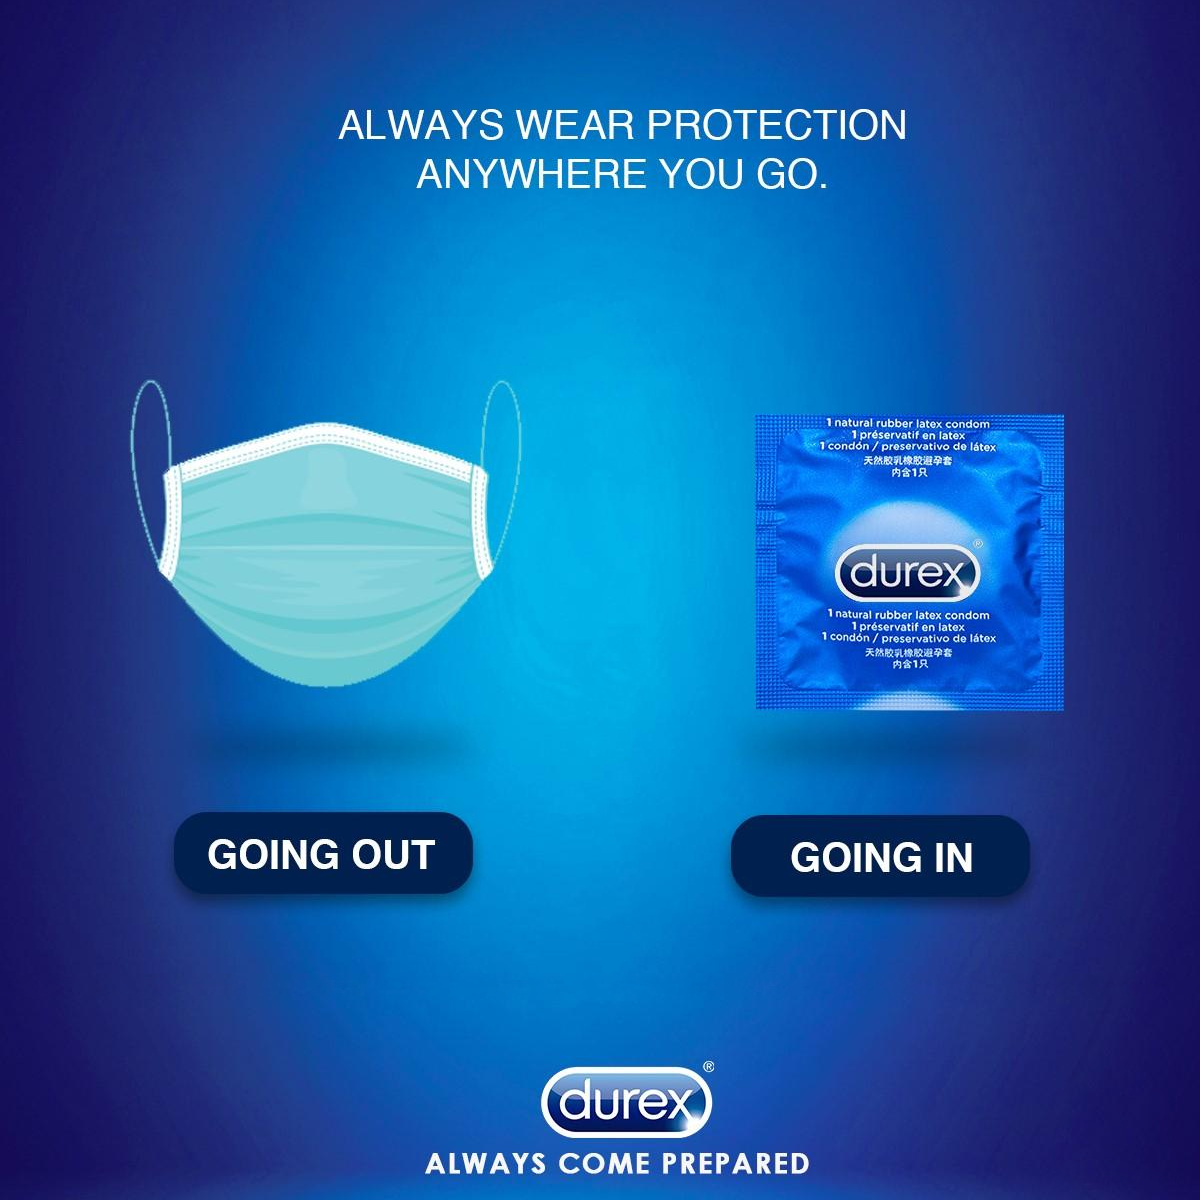 ALWAYS WEAR PROTECTION
ANYWHERE YOU GO.
1 natural rubber latex condom
1 préservatif en latex
1 condón / preservativo de látex
天然胶乳橡胶避孕套
内含1只
durex®
1 natural rubber latex condom
1 préservatif en latex
1 condón / preservativo de látex
天然胶乳橡胶避孕套
内含1只
GOING OUT
GOING IN
durex®
ALWAYS COME PREPARED